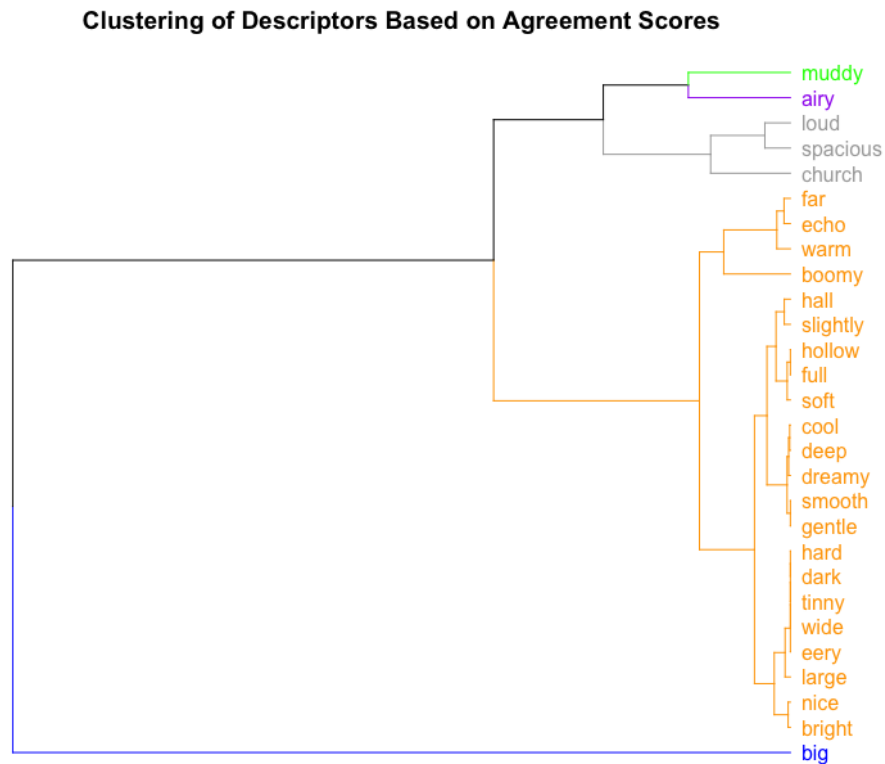 Clustering of Descriptors Based on Agreement Scores
muddy
airy
loud
spacious
church
far
echo
warm
boomy
hall
slightly
hollow
full
soft
cool
deep
dreamy
smooth
gentle
hard
dark
tinny
wide
eery
large
nice
bright
big